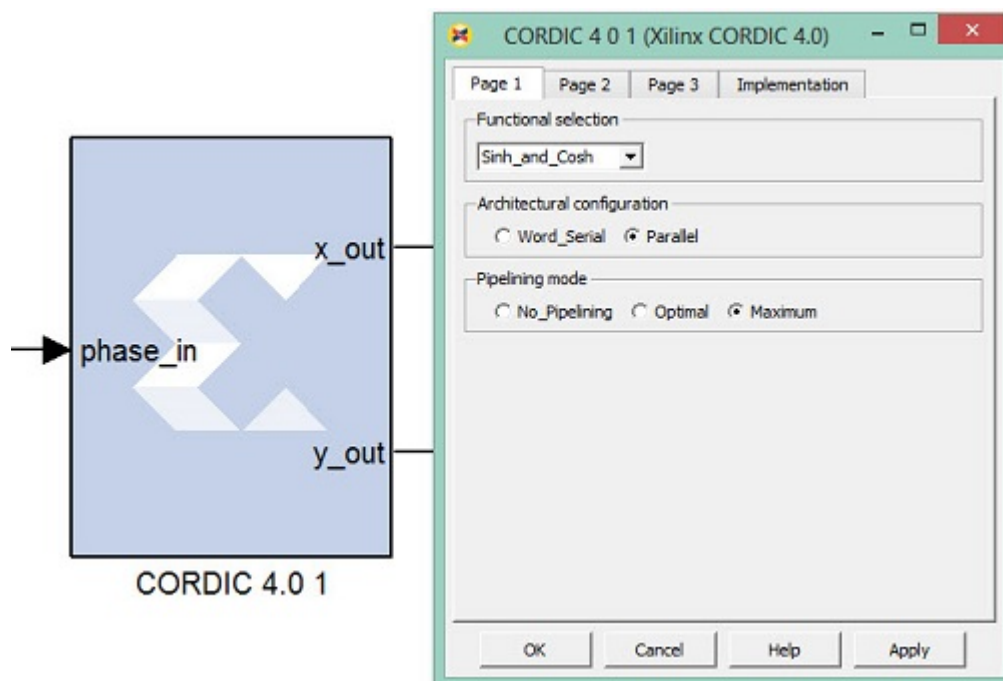 x_out
phase_in
y_out
CORDIC 4.0 1
CORDIC 4 0 1 (Xilinx CORDIC 4.0)
Page 1 Page 2 Page 3 Implementation
Functional selection
Sinh_and_Cosh
Architectural configuration
Word_Serial Parallel
Pipelining mode
No_Pipelining Optimal Maximum
OK Cancel Help Apply